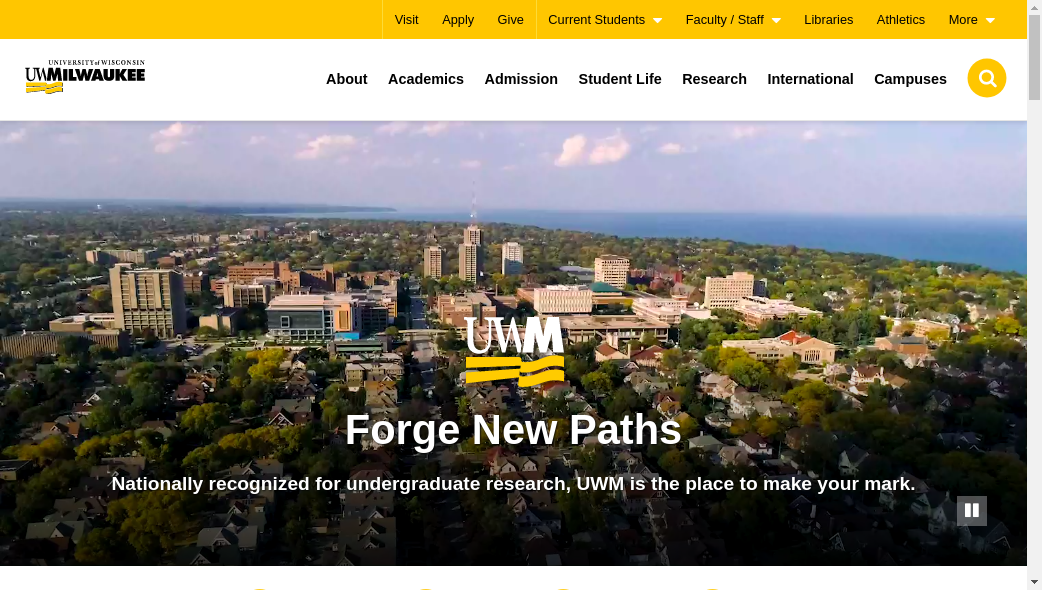 Visit Apply Give Current Students Faculty / Staff Libraries Athletics More
UNIVERSITY of WISCONSIN
UWMILWAUKEE
About Academics Admission Student Life Research International Campuses
UWM
Forge New Paths
Nationally recognized for undergraduate research, UWM is the place to make your mark.